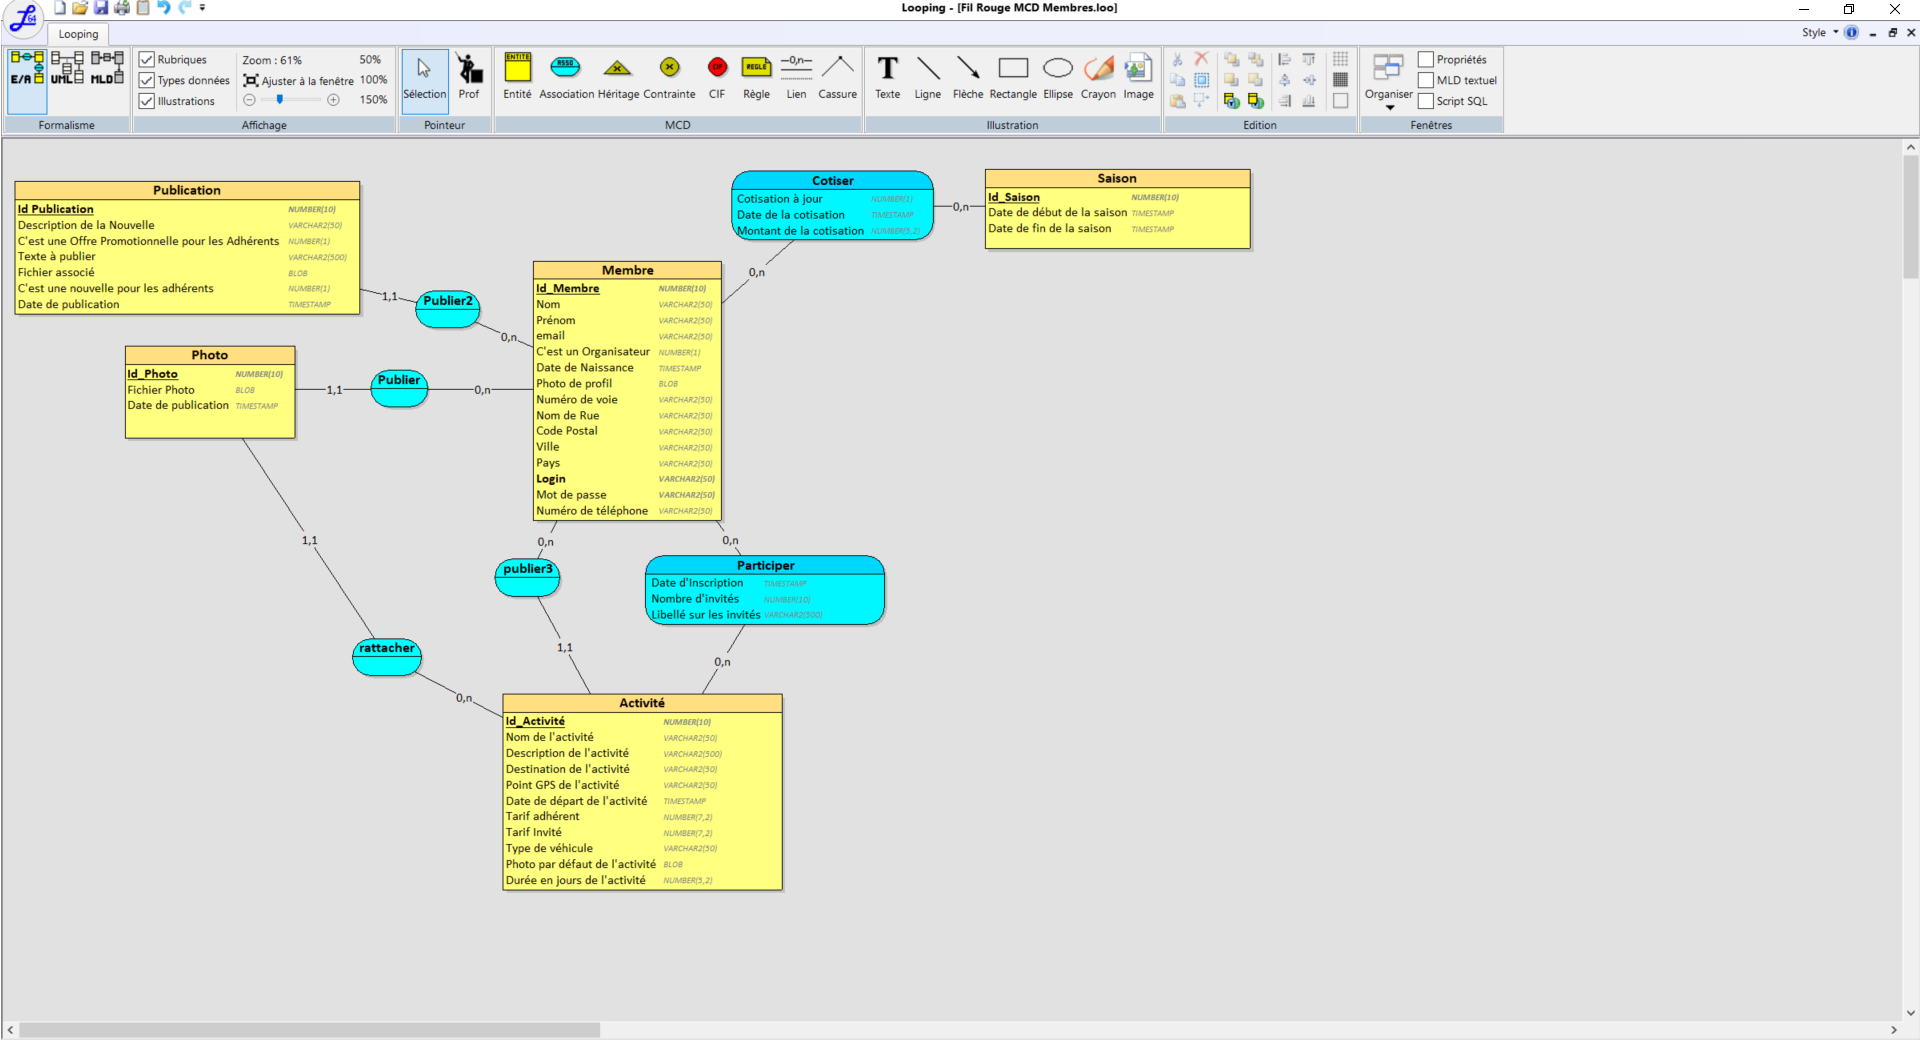 Looping - [Fil Rouge MCD Membres.loo]
64
Looping
Style
E/A UML MLD
Formalisme
Rubriques
Types données
Illustrations
Zoom : 61% 50%
Ajuster à la fenêtre 100%
150%
Affichage
Sélection Prof
Pointeur
ENTITE ASSO CIF REGLE —0,n—
Entité Association Héritage Contrainte CIF Règle Lien Cassure
MCD
T
Texte Ligne Flèche Rectangle Ellipse Crayon Image
Illustration
Edition
Organiser
Propriétés
MLD textuel
Script SQL
Fenêtres
Publication
Id Publication NUMBER(10)
Description de la Nouvelle VARCHAR2(50)
C'est une Offre Promotionnelle pour les Adhérents NUMBER(1)
Texte à publier VARCHAR2(500)
Fichier associé BLOB
C'est une nouvelle pour les adhérents NUMBER(1)
Date de publication TIMESTAMP
1,1
Publier2
0,n
Cotiser
Cotisation à jour NUMBER(1)
Date de la cotisation TIMESTAMP
Montant de la cotisation NUMBER(5,2)
0,n
0,n
Saison
Id_Saison NUMBER(10)
Date de début de la saison TIMESTAMP
Date de fin de la saison TIMESTAMP
Membre
Id_Membre NUMBER(10)
Nom VARCHAR2(50)
Prénom VARCHAR2(50)
email VARCHAR2(50)
C'est un Organisateur NUMBER(1)
Date de Naissance TIMESTAMP
Photo de profil BLOB
Numéro de voie VARCHAR2(50)
Nom de Rue VARCHAR2(50)
Code Postal VARCHAR2(50)
Ville VARCHAR2(50)
Pays VARCHAR2(50)
Login VARCHAR2(50)
Mot de passe VARCHAR2(50)
Numéro de téléphone VARCHAR2(50)
Photo
Id_Photo NUMBER(10)
Fichier Photo BLOB
Date de publication TIMESTAMP
1,1
Publier
0,n
0,n
publier3
1,1
0,n
Participer
Date d'Inscription TIMESTAMP
Nombre d'invités NUMBER(10)
Libellé sur les invités VARCHAR2(500)
0,n
1,1
rattacher
0,n
Activité
Id_Activité NUMBER(10)
Nom de l'activité VARCHAR2(50)
Description de l'activité VARCHAR2(500)
Destination de l'activité VARCHAR2(50)
Point GPS de l'activité VARCHAR2(50)
Date de départ de l'activité TIMESTAMP
Tarif adhérent NUMBER(7,2)
Tarif Invité NUMBER(7,2)
Type de véhicule VARCHAR2(50)
Photo par défaut de l'activité BLOB
Durée en jours de l'activité NUMBER(5,2)